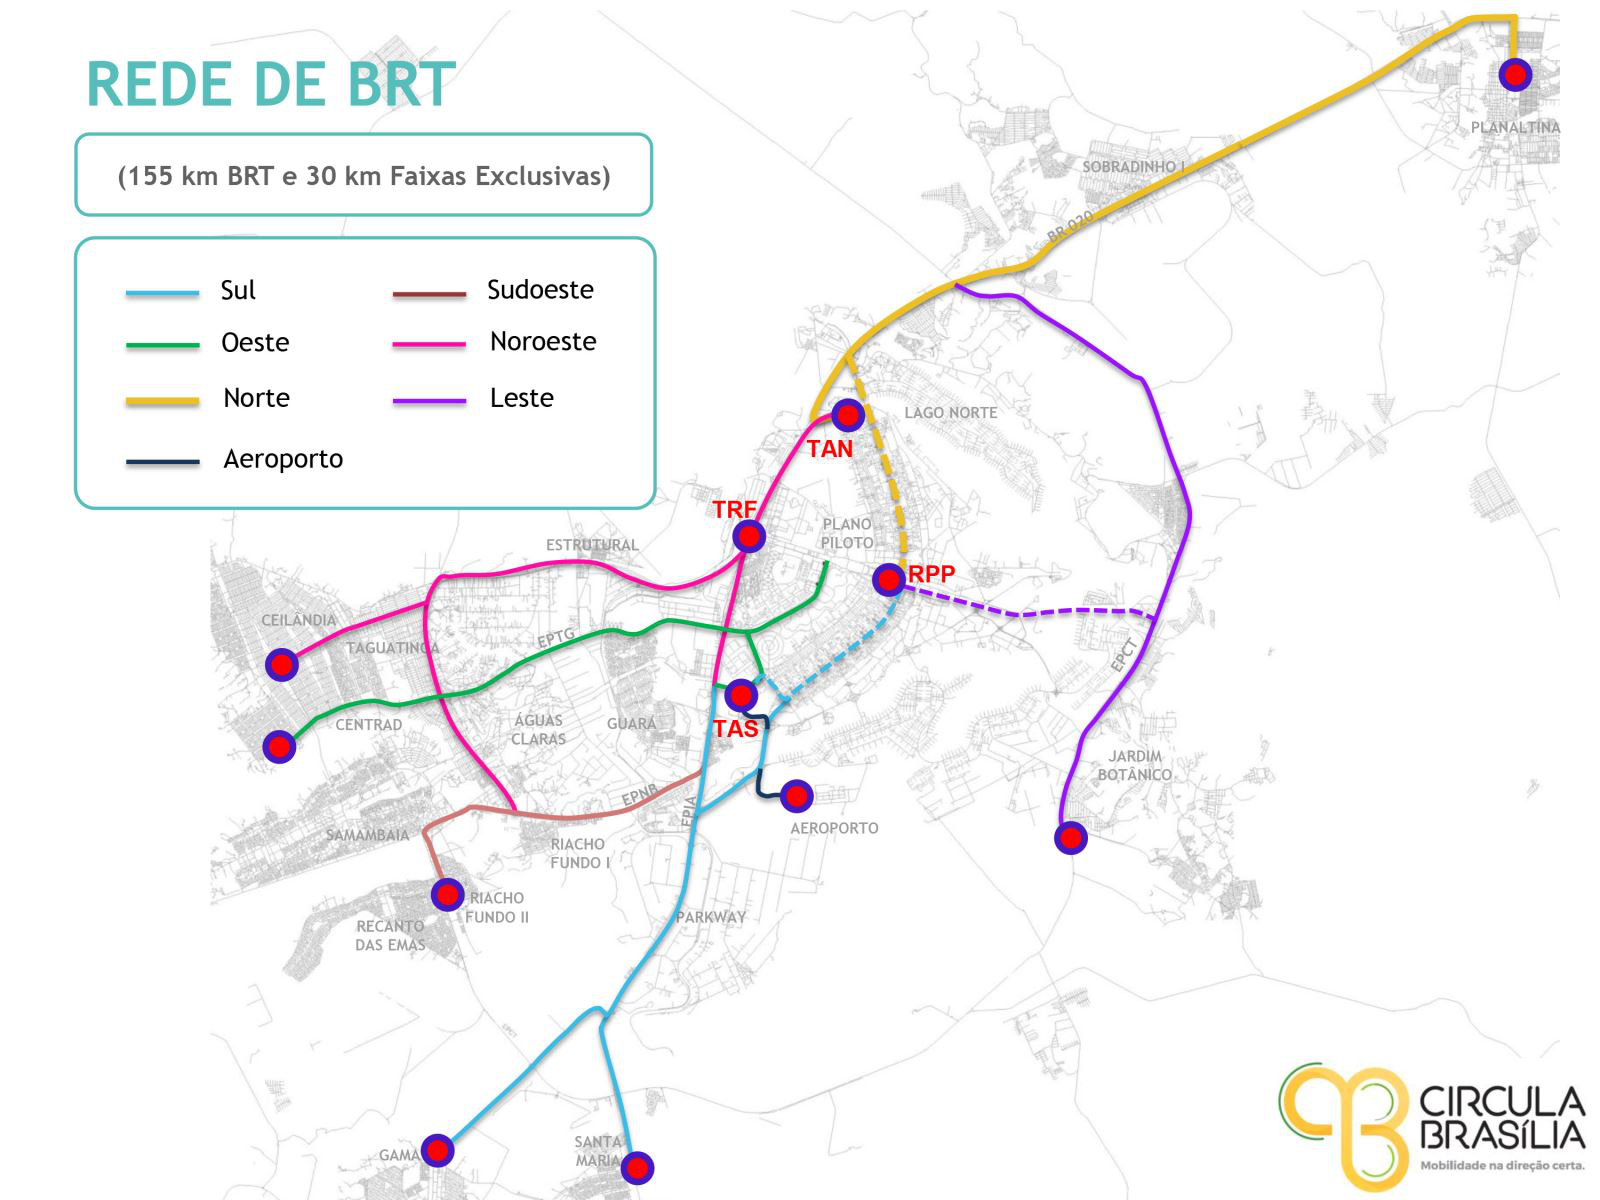 REDE DE BRT
(155 km BRT e 30 km Faixas Exclusivas)
Sul
Sudoeste
Oeste
Noroeste
Norte
Leste
Aeroporto
PLANALTINA
SOBRADINHO I
BR 020
LAGO NORTE
TAN
TRF
PLANO
PILOTO
ESTRUTURAL
RPP
CEILÂNDIA
TAGUATINGA
EPTG
EPCT
CENTRAD
ÁGUAS
CLARAS
GUARÁ
TAS
JARDIM
BOTÂNICO
EPNB
EPIA
AEROPORTO
SAMAMBAIA
RIACHO
FUNDO I
RIACHO
FUNDO II
RECANTO
DAS EMAS
PARKWAY
EPCT
GAMA
SANTA
MARIA
CIRCULA
BRASÍLIA
Mobilidade na direção certa.